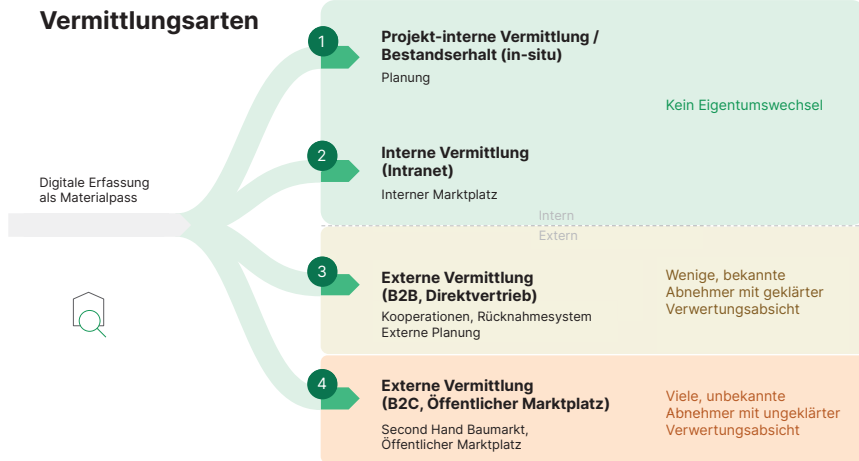 Vermittlungsarten
Digitale Erfassung
als Materialpass
1
Projekt-interne Vermittlung /
Bestandserhalt (in-situ)
Planung
Kein Eigentumswechsel
2
Interne Vermittlung
(Intranet)
Interner Marktplatz
Intern
Extern
3
Externe Vermittlung
(B2B, Direktvertrieb)
Kooperationen, Rücknahmesystem
Externe Planung
Wenige, bekannte
Abnehmer mit geklärter
Verwertungsabsicht
4
Externe Vermittlung
(B2C, Öffentlicher Marktplatz)
Second Hand Baumarkt,
Öffentlicher Marktplatz
Viele, unbekannte
Abnehmer mit ungeklärter
Verwertungsabsicht